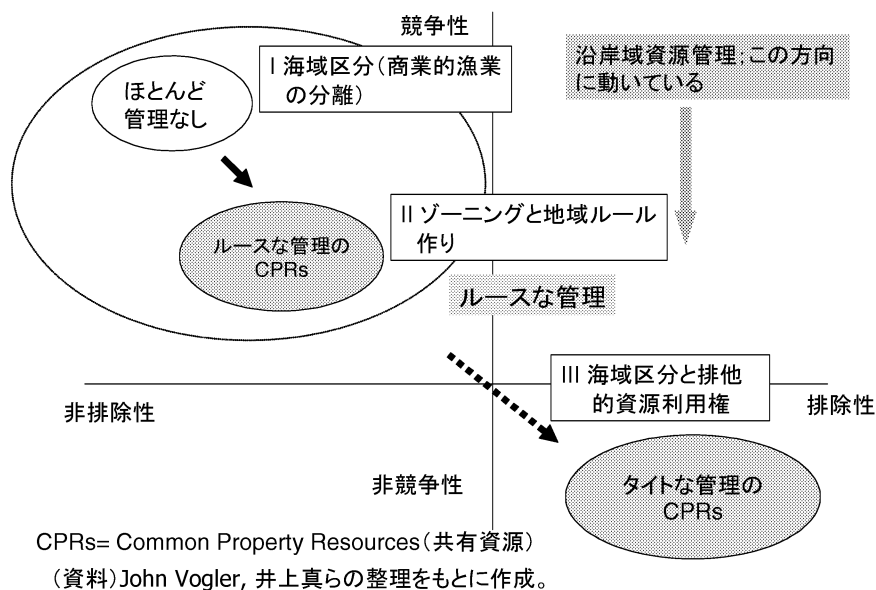 競争性
I 海域区分（商業的漁業
の分離）
沿岸域資源管理：この方向
に動いている
ほとんど
管理なし
II ゾーニングと地域ルール
作り
ルースな管理の
CPRs
ルースな管理
III 海域区分と排他
的資源利用権
非排除性
排除性
非競争性
タイトな管理の
CPRs
CPRs= Common Property Resources（共有資源）
（資料）John Vogler, 井上真らの整理をもとに作成。